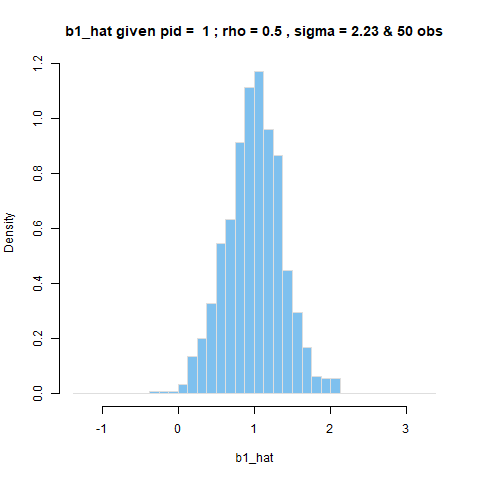 b1_hat given pid =  1 ; rho = 0.5 , sigma = 2.23 & 50 obs
Density
1.2
1.0
0.8
0.6
0.4
0.2
0.0
-1 0 1 2 3
b1_hat